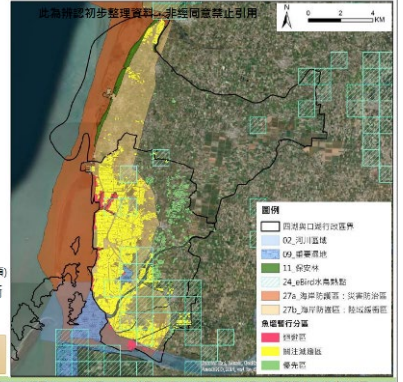 此為辨認初步整理資料，非經同意禁止引用
N
0 2 4
KM
圖例
四湖與口湖行政區界
02_河川區域
09_重要濕地
11_保安林
24_eBird水鳥熱點
27a_海岸防護區：災害防治區
27b_海岸防護區：陸域緩衝區
魚塭暫行分區
迴避區
關注減緩區
優先區